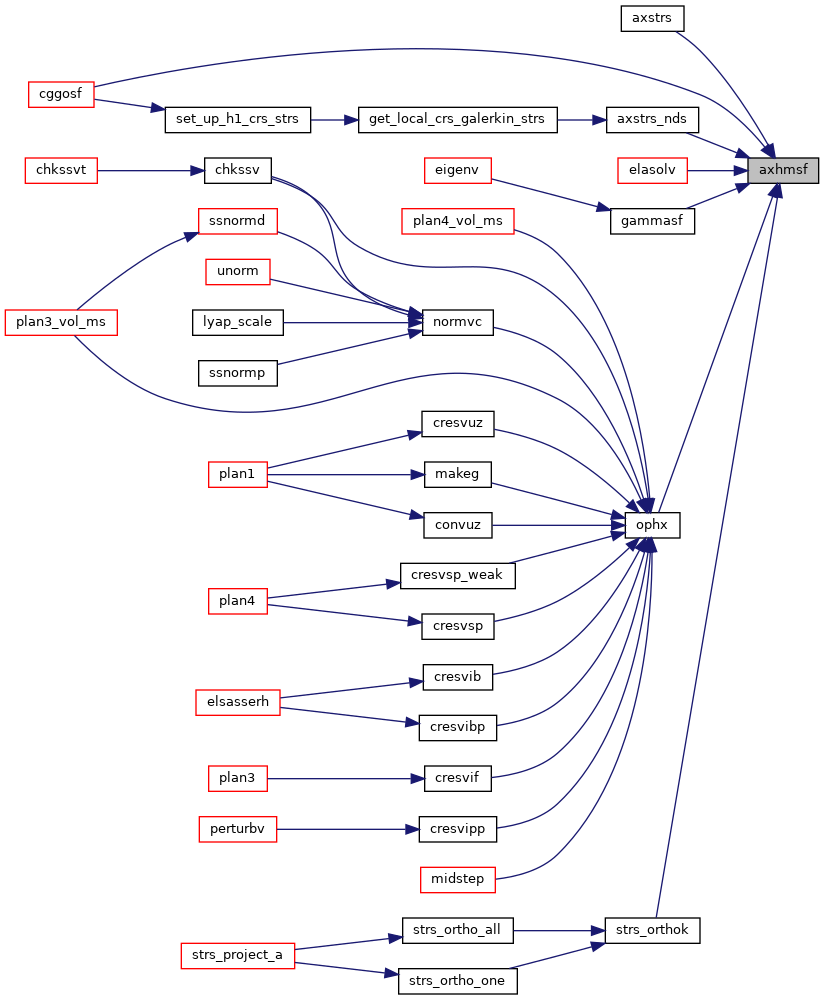 axstrs
cggosf
set_up_h1_crs_strs
get_local_crs_galerkin_strs
axstrs_nds
chkssvt
chkssv
eigenv
elasolv
axhmsf
ssnormd
plan4_vol_ms
gammasf
unorm
plan3_vol_ms
lyap_scale
normvc
ssnormp
cresvuz
plan1
makeg
convuz
ophx
cresvsp_weak
plan4
cresvsp
cresvib
elsasserh
cresvibp
plan3
cresvif
perturbv
cresvipp
midstep
strs_ortho_all
strs_orthok
strs_project_a
strs_ortho_one